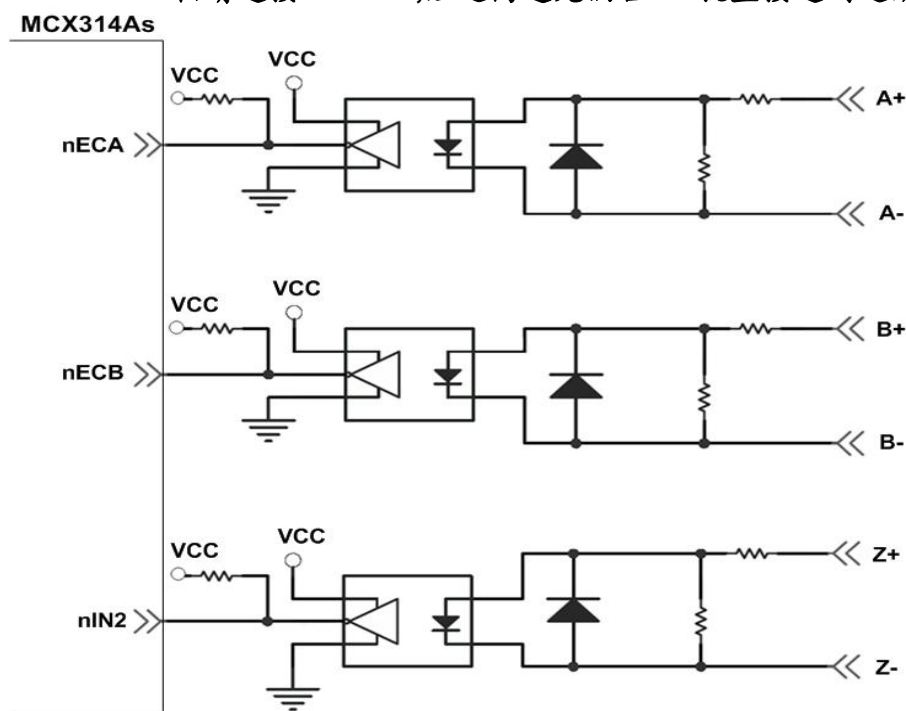 MCX314As
VCC
VCC
nECA
A+
A-
VCC
VCC
nECB
B+
B-
VCC
VCC
nIN2
Z+
Z-